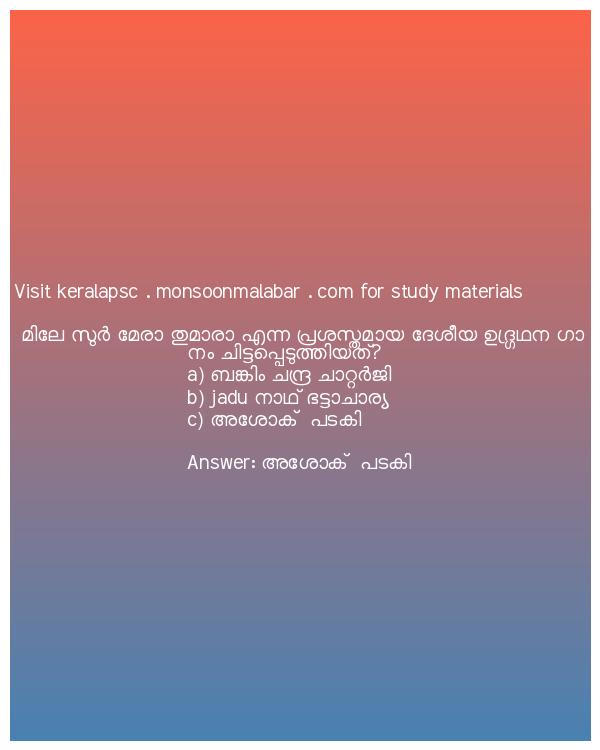 Visit keralapsc . monsoonmalabar . com for study materials
മിലേ സുർ മേരാ തുമാരാ എന്ന പ്രശസ്തമായ ദേശീയ ഉദ്ഗ്രഥന ഗാ
നം ചിട്ടപ്പെടുത്തിയത്?
a) ബങ്കിം ചന്ദ്ര ചാറ്റർജി
b) jadu നാഥ് ഭട്ടാചാര്യ
c) അശോക് പടകി
Answer: അശോക് പടകി